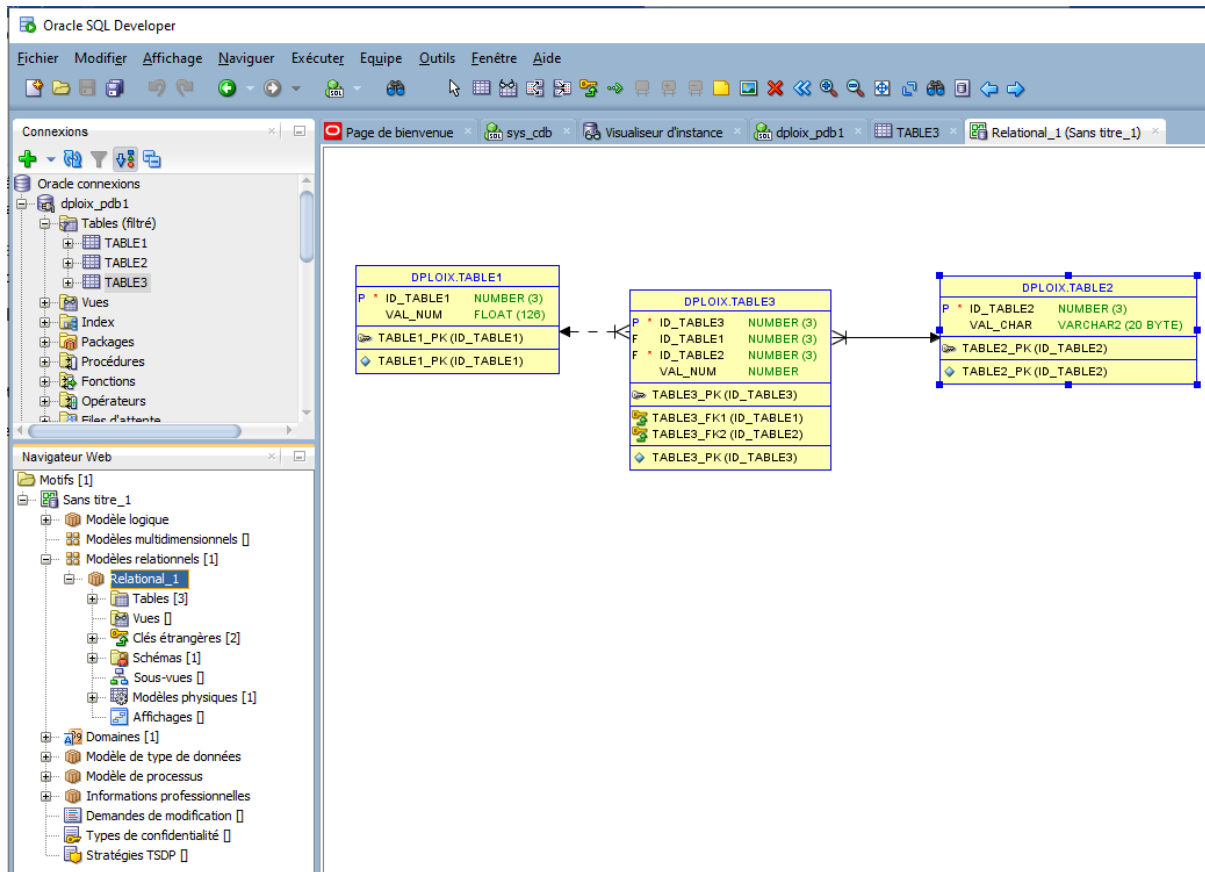 Oracle SQL Developer
Fichier Modifier Affichage Naviguer Exécuter Equipe Outils Fenêtre Aide
Connexions
Page de bienvenue
sys_cdb
Visualiseur d'instance
dploix_pdb1
TABLE3
Relational_1 (Sans titre_1)
Oracle connexions
dploix_pdb1
Tables (filtré)
TABLE1
TABLE2
TABLE3
Vues
Index
Packages
Procédures
Fonctions
Opérateurs
Files d'attente
Navigateur Web
Motifs [1]
Sans titre_1
Modèle logique
Modèles multidimensionnels []
Modèles relationnels [1]
Relational_1
Tables [3]
Vues []
Clés étrangères [2]
Schémas [1]
Sous-vues []
Modèles physiques [1]
Affichages []
Domaines [1]
Modèle de type de données
Modèle de processus
Informations professionnelles
Demandes de modification []
Types de confidentialité []
Stratégies TSDP []
DPLOIX.TABLE1
P * ID_TABLE1 NUMBER (3)
VAL_NUM FLOAT (126)
TABLE1_PK (ID_TABLE1)
TABLE1_PK (ID_TABLE1)
DPLOIX.TABLE3
P * ID_TABLE3 NUMBER (3)
F ID_TABLE1 NUMBER (3)
F * ID_TABLE2 NUMBER (3)
VAL_NUM NUMBER
TABLE3_PK (ID_TABLE3)
TABLE3_FK1 (ID_TABLE1)
TABLE3_FK2 (ID_TABLE2)
TABLE3_PK (ID_TABLE3)
DPLOIX.TABLE2
P * ID_TABLE2 NUMBER (3)
VAL_CHAR VARCHAR2 (20 BYTE)
TABLE2_PK (ID_TABLE2)
TABLE2_PK (ID_TABLE2)